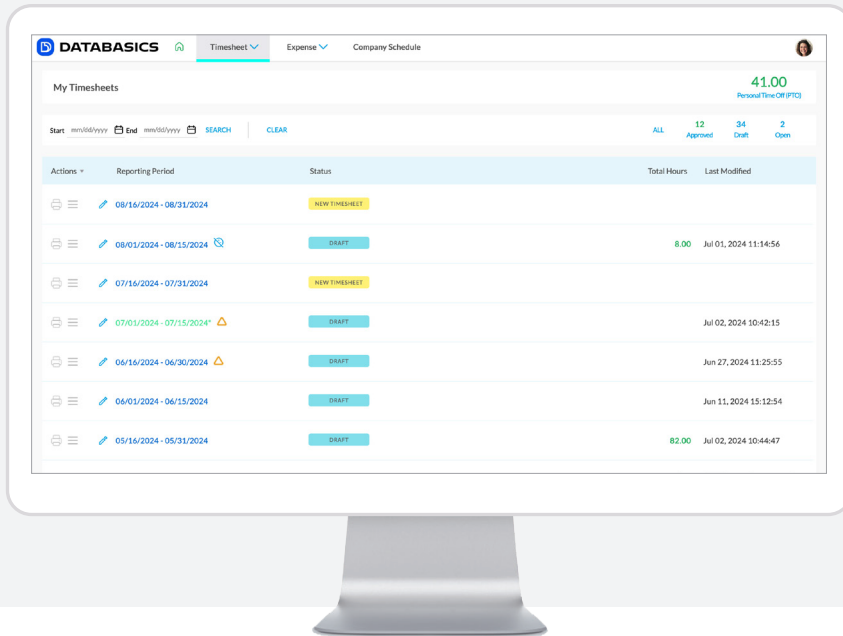 DATABASICS Timesheet Expense Company Schedule
My Timesheets
41.00
Personal Time Off (PTO)
Start mm/dd/yyyy End mm/dd/yyyy SEARCH CLEAR ALL
12 34 2
Approved Draft Open
Actions Reporting Period Status Total Hours Last Modified
08/16/2024 - 08/31/2024 NEW TIMESHEET
08/01/2024 - 08/15/2024 DRAFT 8.00 Jul 01, 2024 11:14:56
07/16/2024 - 07/31/2024 NEW TIMESHEET
07/01/2024 - 07/15/2024* DRAFT Jul 02, 2024 10:42:15
06/16/2024 - 06/30/2024 DRAFT Jun 27, 2024 11:25:55
06/01/2024 - 06/15/2024 DRAFT Jun 11, 2024 15:12:54
05/16/2024 - 05/31/2024 DRAFT 82.00 Jul 02, 2024 10:44:47